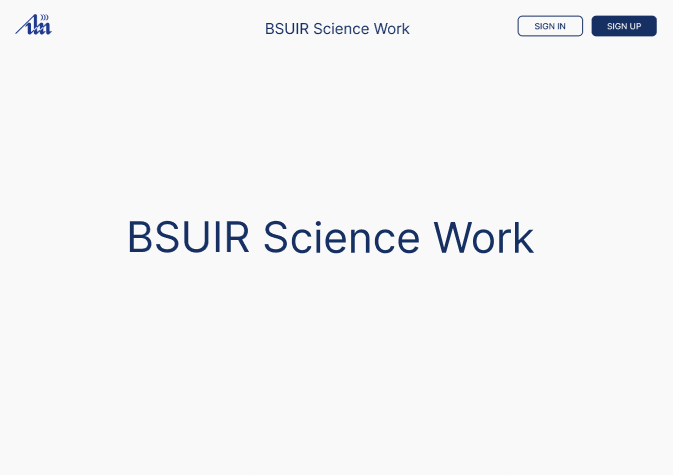 BSUIR Science Work
SIGN IN
SIGN UP
BSUIR Science Work